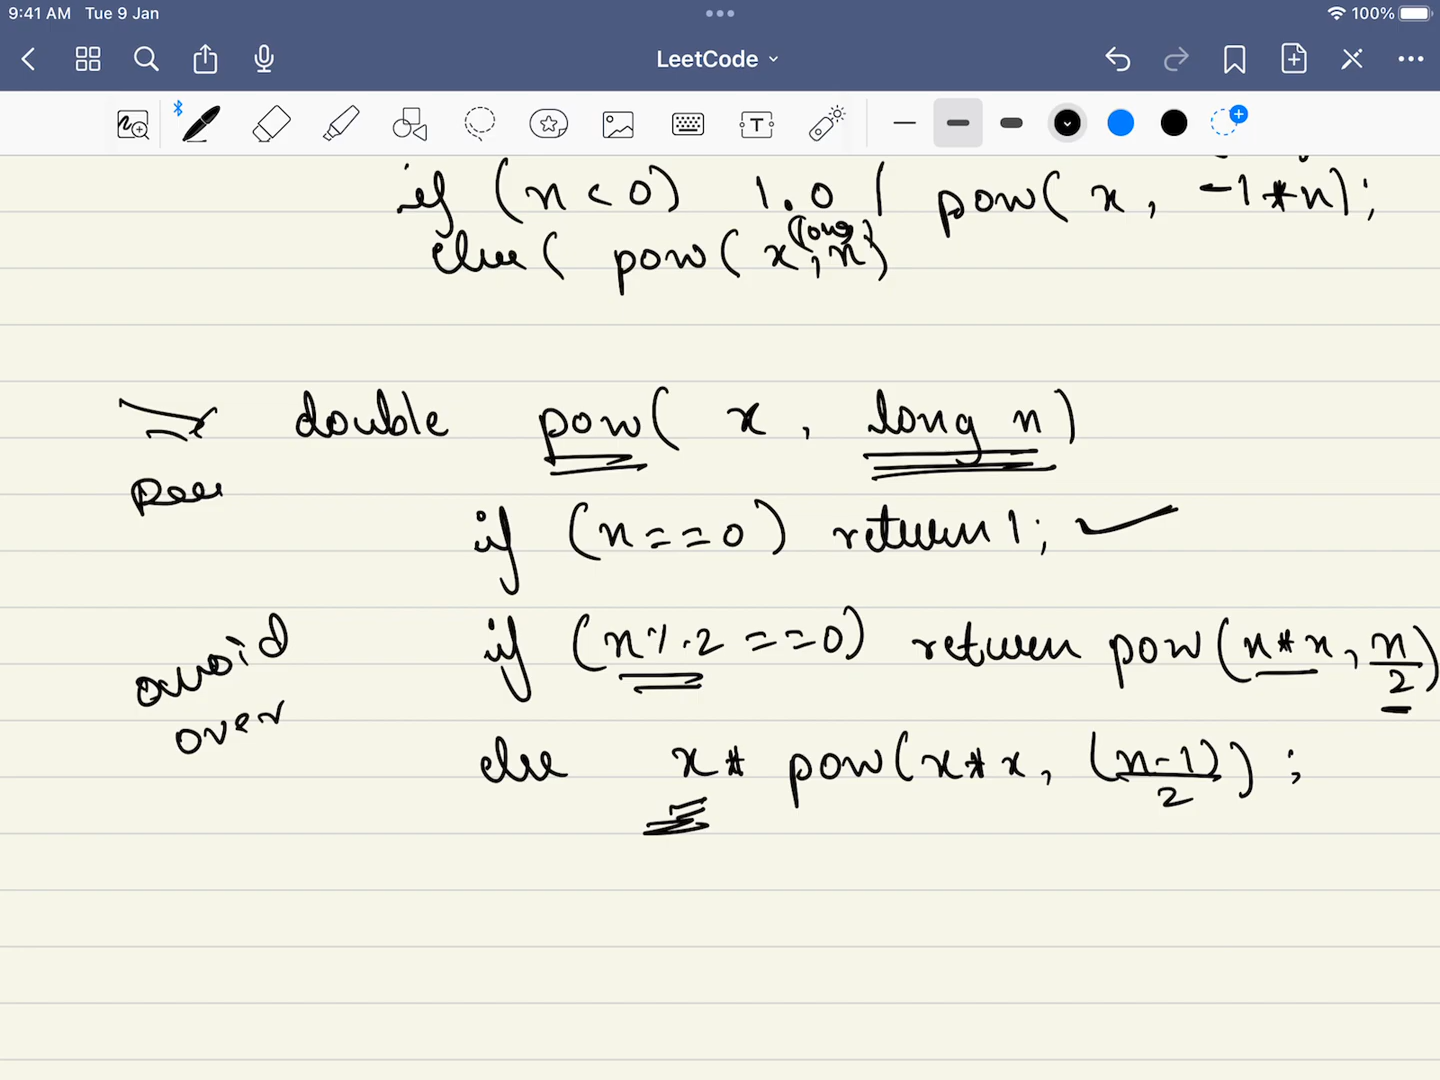 9:41 AM Tue 9 Jan
100%
LeetCode
T
if (n < 0) 1.0 / pow( x, -1*n);
(long)
else( pow( x, n)
double pow( x, long n)
if (n==0) return 1;
if (n%2 ==0) return pow(x*x, n/2)
avoid
over
else x* pow(x*x, (n-1)/2) ;